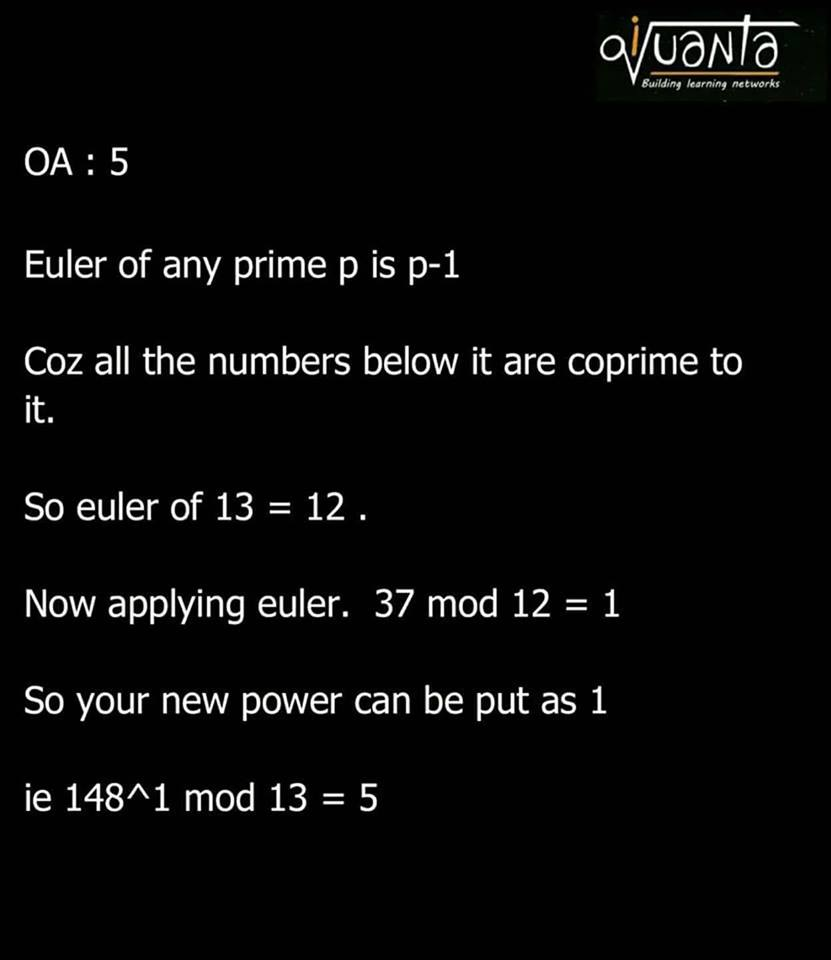 qvuanta
Building learning networks
OA : 5
Euler of any prime p is p-1
Coz all the numbers below it are coprime to
it.
So euler of 13 = 12 .
Now applying euler.  37 mod 12 = 1
So your new power can be put as 1
ie 148^1 mod 13 = 5